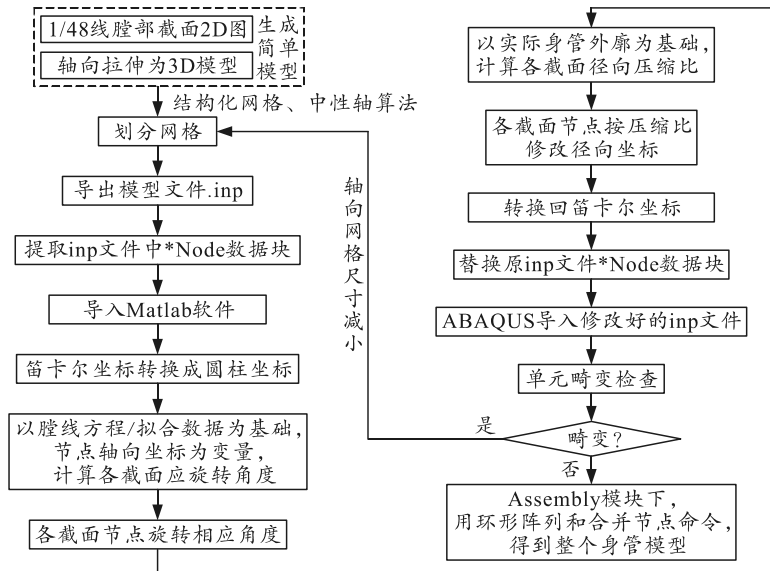 1/48线膛部截面2D图
轴向拉伸为3D模型
生成
简单
模型
结构化网格、中性轴算法
划分网格
导出模型文件.inp
提取inp文件中*Node数据块
导入Matlab软件
笛卡尔坐标转换成圆柱坐标
以膛线方程/拟合数据为基础,
节点轴向坐标为变量,
计算各截面应旋转角度
各截面节点旋转相应角度
以实际身管外廓为基础,
计算各截面径向压缩比
各截面节点按压缩比
修改径向坐标
转换回笛卡尔坐标
替换原inp文件*Node数据块
ABAQUS导入修改好的inp文件
单元畸变检查
畸变?
是
轴向网格尺寸减小
否
Assembly模块下,
用环形阵列和合并节点命令,
得到整个身管模型